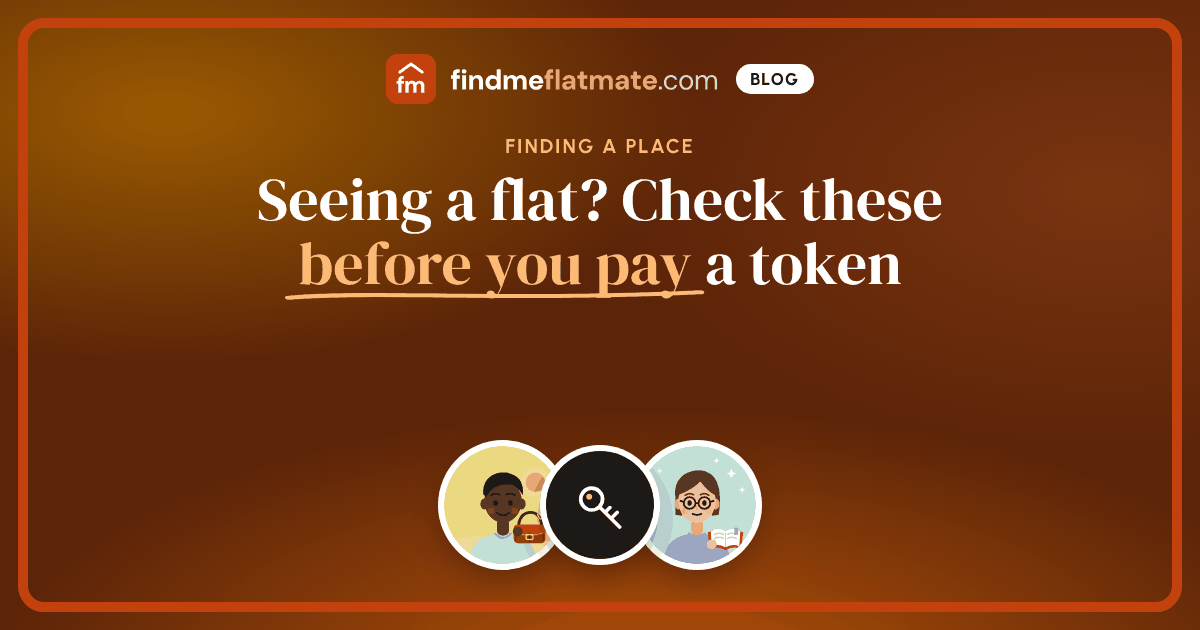 fm findmeflatmate.com BLOG
FINDING A PLACE
Seeing a flat? Check these
before you pay a token